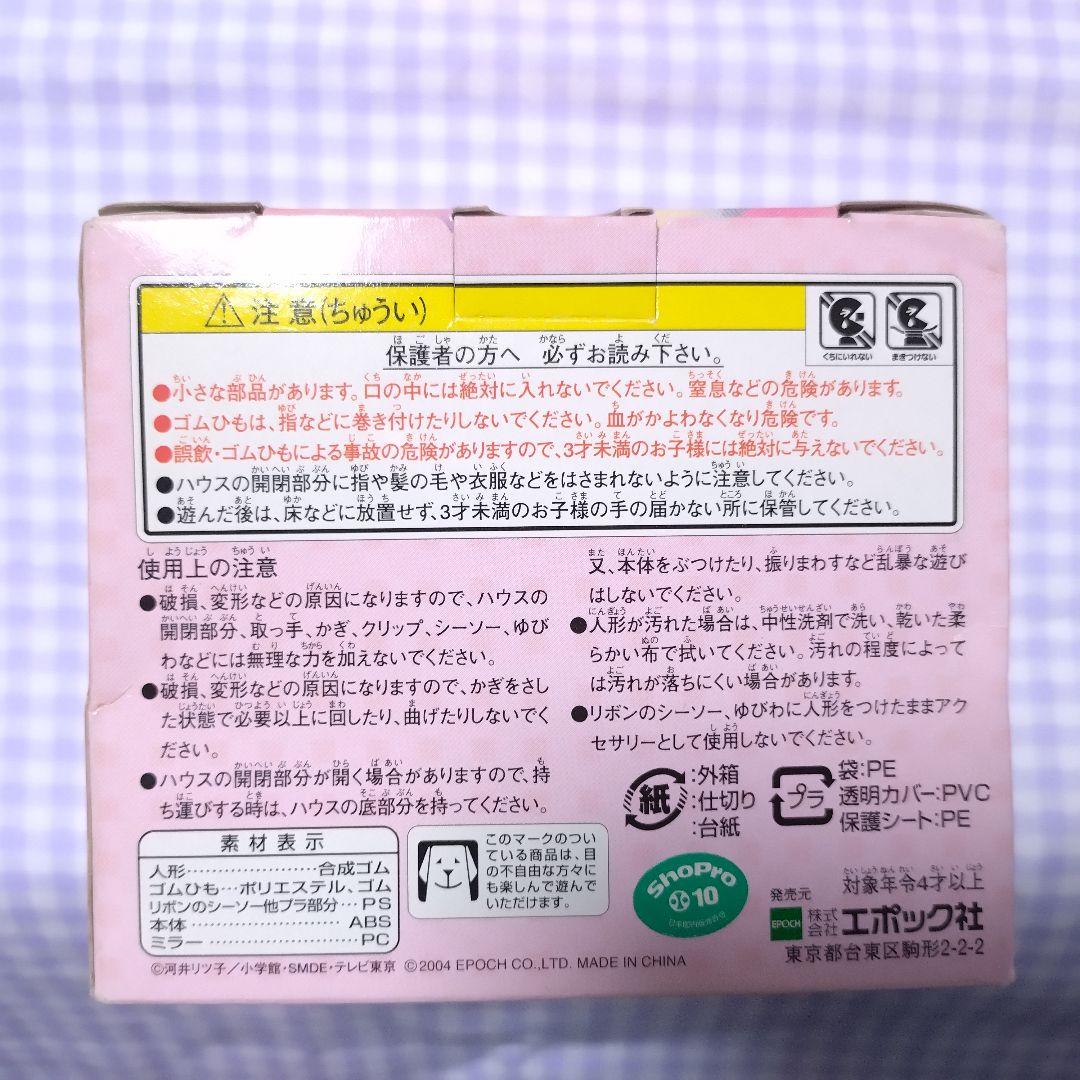 注意(ちゅうい)
くちにいれない
まきつけない
保護者の方へ 必ずお読み下さい。
●小さな部品があります。口の中には絶対に入れないでください。窒息などの危険があります。
●ゴムひもは、指などに巻き付けたりしないでください。血がかよわなくなり危険です。
●誤飲・ゴムひもによる事故の危険がありますので、3才未満のお子様には絶対に与えないでください。
●ハウスの開閉部分に指や髪の毛や衣服などをはさまれないように注意してください。
●遊んだ後は、床などに放置せず、3才未満のお子様の手の届かない所に保管してください。
使用上の注意
●破損、変形などの原因になりますので、ハウスの
開閉部分、取っ手、かぎ、クリップ、シーソー、ゆび
わなどには無理な力を加えないでください。
●破損、変形などの原因になりますので、かぎをさし
た状態で必要以上に回したり、曲げたりしないでく
ださい。
●ハウスの開閉部分が開く場合がありますので、持
ち運びする時は、ハウスの底部分を持ってください。
又、本体をぶつけたり、振りまわすなど乱暴な遊び
はしないでください。
●人形が汚れた場合は、中性洗剤で洗い、乾いた柔
らかい布で拭いてください。汚れの程度によって
は汚れが落ちにくい場合があります。
●リボンのシーソー、ゆびわに人形をつけたままアク
セサリーとして使用しないでください。
紙
:外箱
:仕切り
:台紙
プラ
袋:PE
透明カバー:PVC
保護シート:PE
素材表示
人形…………………合成ゴム
ゴムひも…ポリエステル、ゴム
リボンのシーソー他プラ部分…PS
本体……………………ABS
ミラー……………………PC
このマークのつい
ている商品は、目
の不自由な方々に
も楽しんで遊んで
いただけます。
ShoPro
10
対象年令4才以上
発売元
EPOCH 株式会社エポック社
東京都台東区駒形2-2-2
©河井リツ子/小学館・SMDE・テレビ東京 ©2004 EPOCH CO.,LTD. MADE IN CHINA